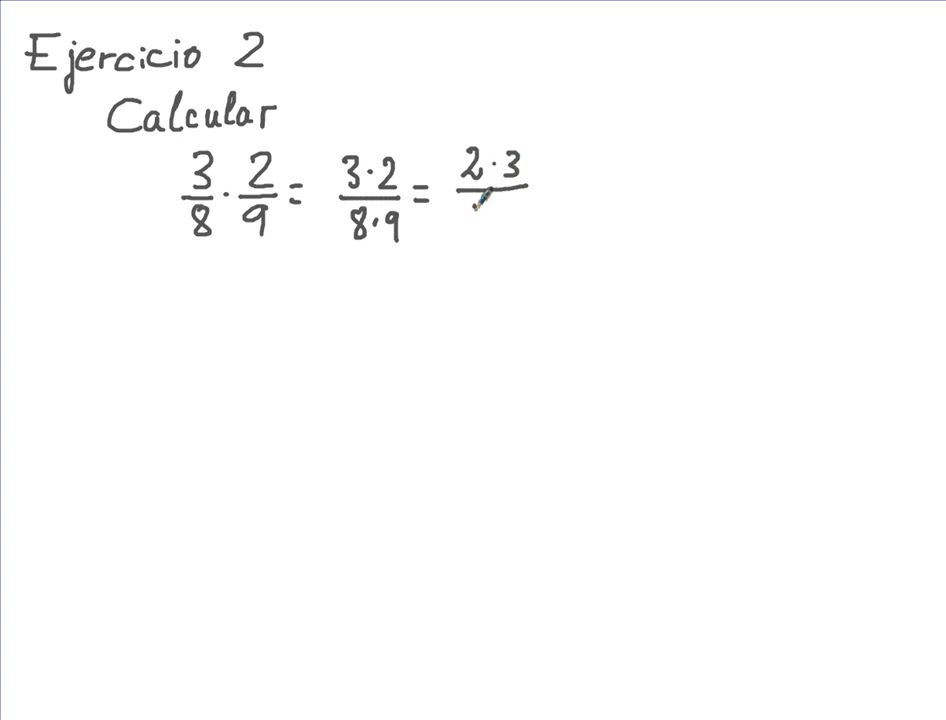 Ejercicio 2
Calcular
3/8 · 2/9 = 3·2/8·9 = 2·3/